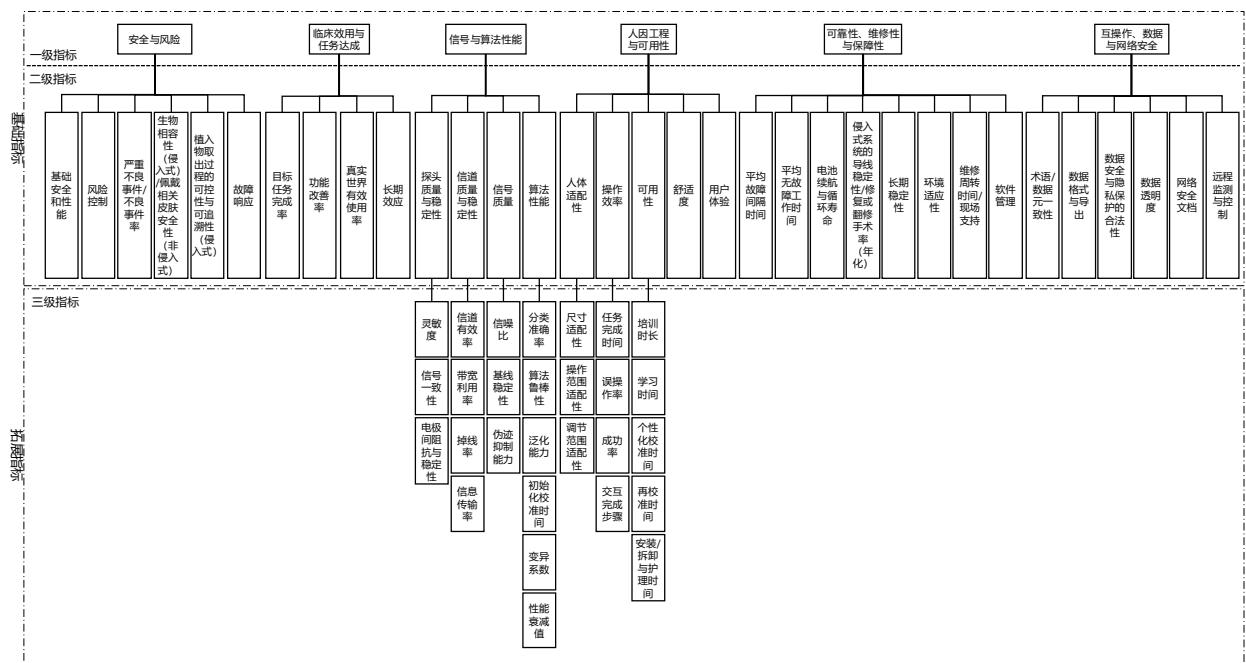 安全与风险
临床效用与
任务达成
信号与算法性能
人因工程
与可用性
可靠性、维修性
与保障性
互操作、数据
与网络安全
一级指标
二级指标
基础指标
基础
安全
和性
能
风险
控制
严重
不良
事件/
不良
事件
率
生物
相容
性
（侵
入式）
/佩戴
相关
皮肤
安全
性
（非
侵入
式）
植入
物取
出过
程的
可控
性与
可追
溯性
（侵
入式）
故障
响应
目标
任务
完成
率
功能
改善
率
真实
世界
有效
使用
率
长期
效应
探头
质量
与稳
定性
信道
质量
与稳
定性
信号
质量
算法
性能
人体
适配
性
操作
效率
可用
性
舒适
度
用户
体验
平均
故障
间隔
时间
平均
无故
障工
作时
间
电池
续航
与循
环寿
命
侵入
式系
统的
导线
稳定
性/修
复或
翻修
手术
率
（年
化）
长期
稳定
性
环境
适应
性
维修
周转
时间/
现场
支持
软件
管理
术语/
数据
元一
致性
数据
格式
与导
出
数据
安全
与隐
私保
护的
合法
性
数据
透明
度
网络
安全
文档
远程
监测
与控
制
三级指标
拓展指标
灵敏
度
信号
一致
性
电极
间阻
抗与
稳定
性
信道
有效
率
带宽
利用
率
掉线
率
信息
传输
率
信噪
比
基线
稳定
性
伪迹
抑制
能力
分类
准确
率
算法
鲁棒
性
泛化
能力
初始
化校
准时
间
变异
系数
性能
衰减
值
尺寸
适配
性
操作
范围
适配
性
调节
范围
适配
性
任务
完成
时间
误操
作率
成功
率
交互
完成
步骤
培训
时长
学习
时间
个性
化校
准时
间
再校
准时
间
安装/
拆卸
与护
理时
间